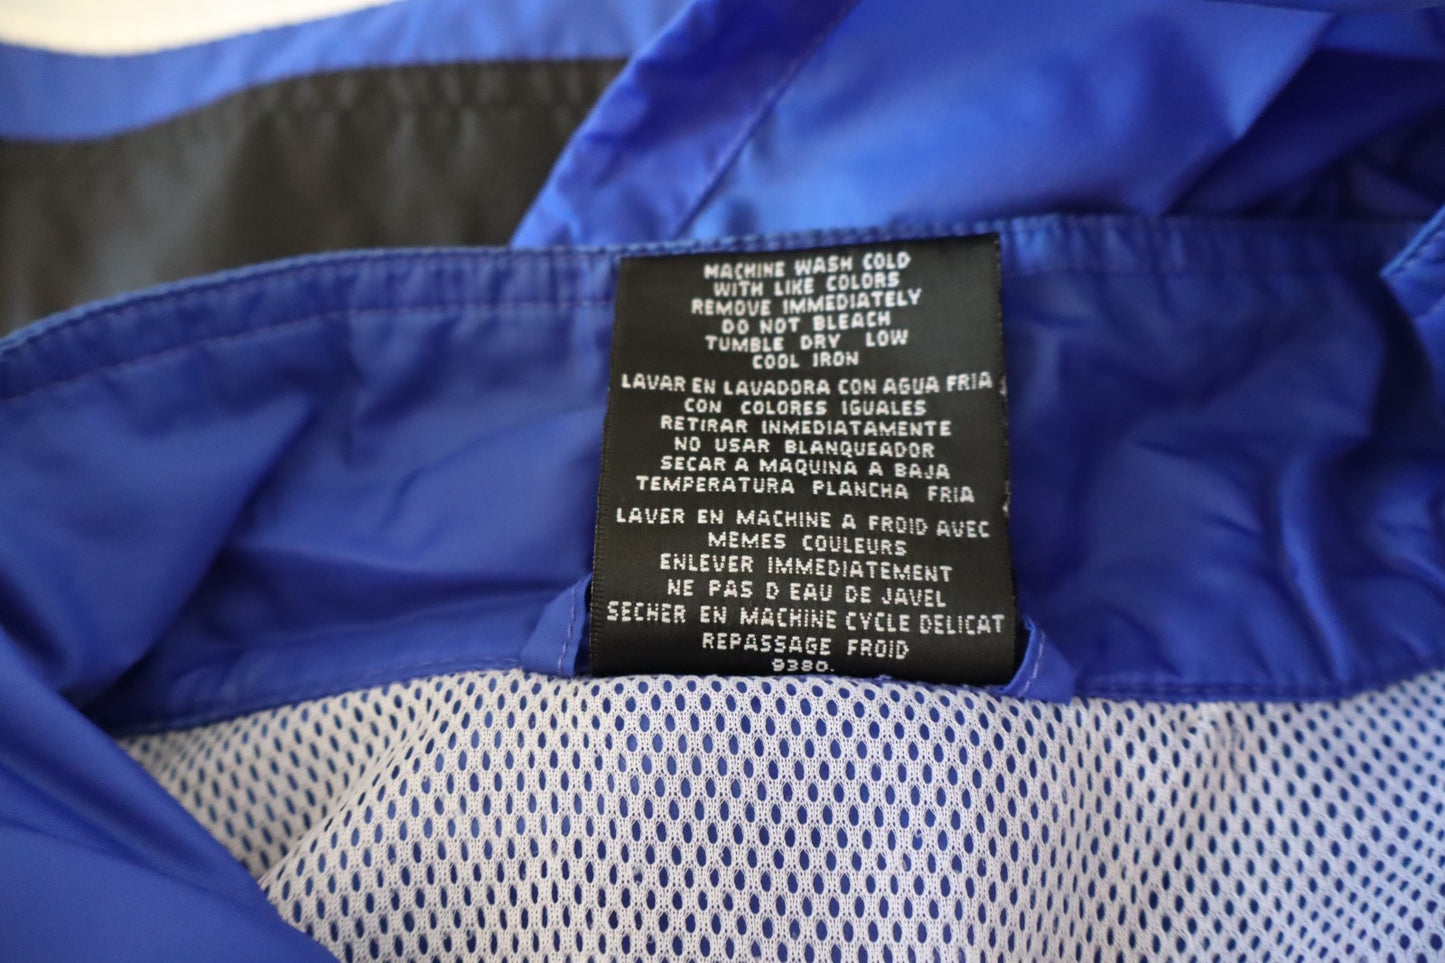 MACHINE WASH COLD
WITH LIKE COLORS
REMOVE IMMEDIATELY
DO NOT BLEACH
TUMBLE DRY LOW
COOL IRON
LAVAR EN LAVADORA CON AGUA FRIA
CON COLORES IGUALES
RETIRAR INMEDIATAMENTE
NO USAR BLANQUEADOR
SECAR A MAQUINA A BAJA
TEMPERATURA PLANCHA FRIA
LAVER EN MACHINE A FROID AVEC
MEMES COULEURS
ENLEVER IMMEDIATEMENT
NE PAS D EAU DE JAVEL
SECHER EN MACHINE CYCLE DELICAT
REPASSAGE FROID
9380.